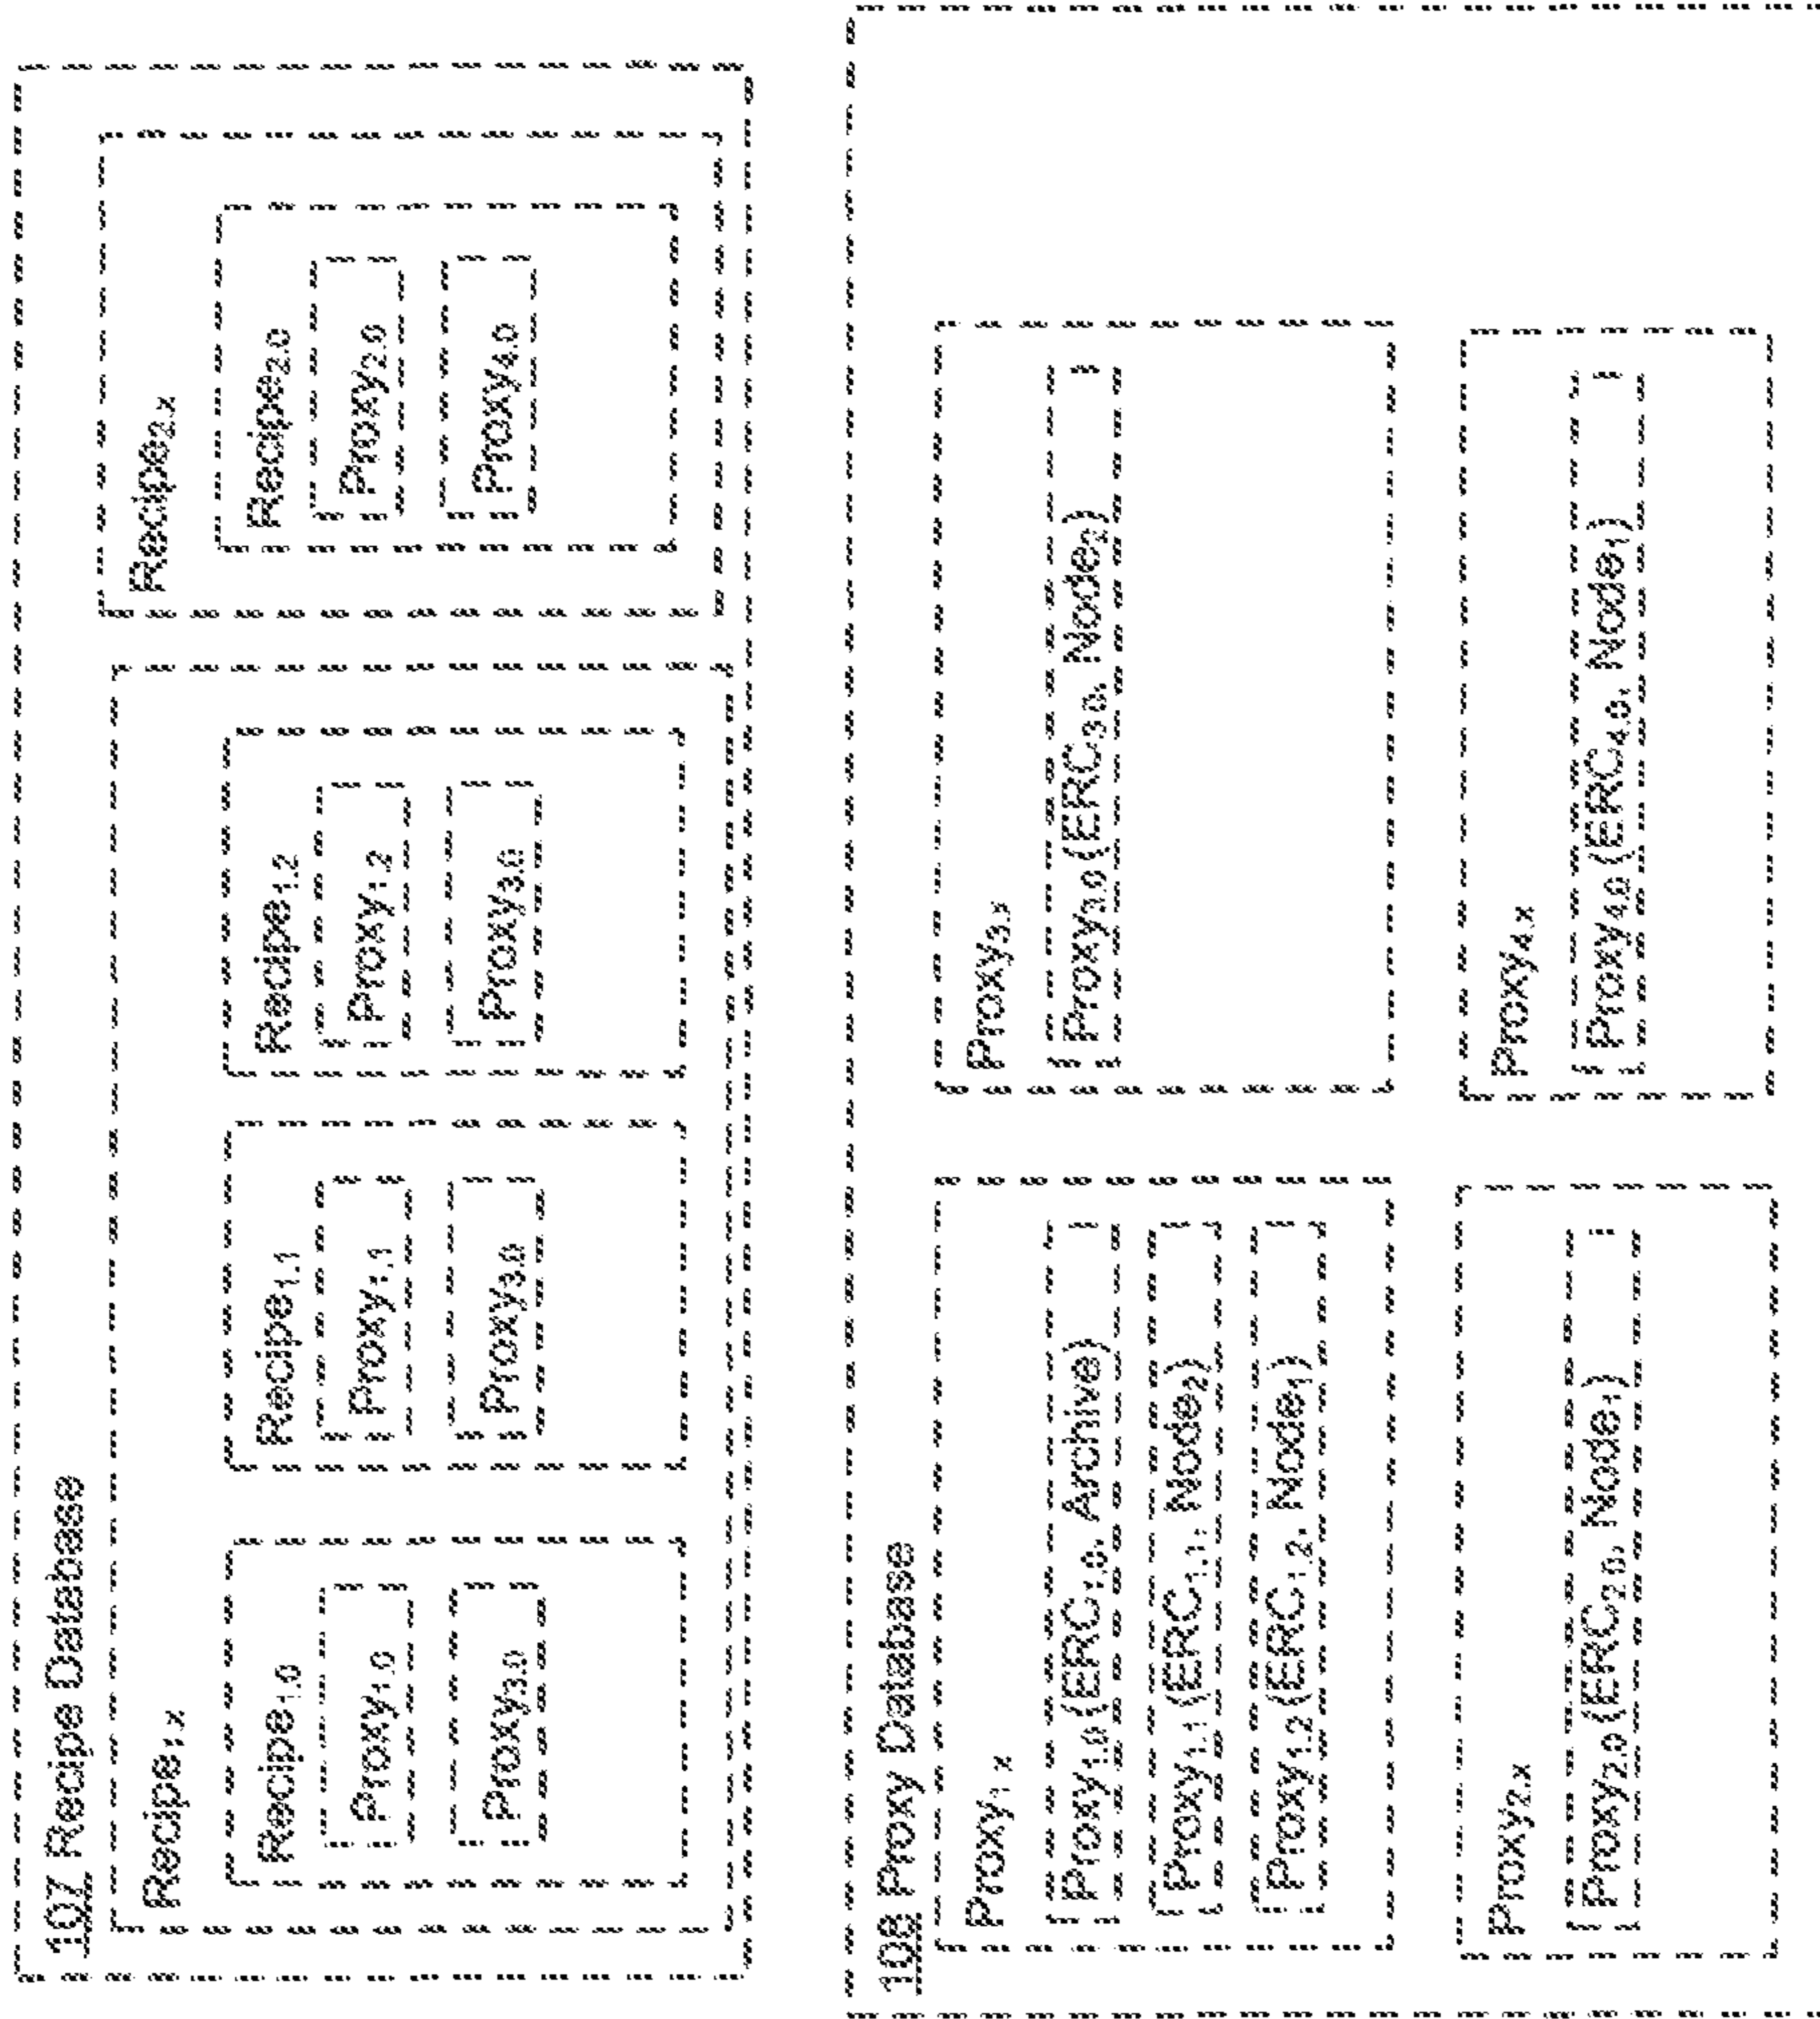 107 Recipe Database
Recipe₁.ₓ
Recipe₁.₀
Proxy₁.₀
Proxy₃.₀
Recipe₁.₁
Proxy₁.₁
Proxy₃.₀
Recipe₁.₂
Proxy₁.₂
Proxy₃.₀
Recipe₂.ₓ
Recipe₂.₀
Proxy₂.₀
Proxy₄.₀
108 Proxy Database
Proxy₁.ₓ
Proxy₁.₀ (ERC₁.₀, Archive)
Proxy₁.₁ (ERC₁.₁, Node₂)
Proxy₁.₂ (ERC₁.₂, Node₁)
Proxy₃.ₓ
Proxy₃.₀ (ERC₃.₀, Node₂)
Proxy₂.ₓ
Proxy₂.₀ (ERC₂.₀, Node₁)
Proxy₄.ₓ
Proxy₄.₀ (ERC₄.₀, Node₁)